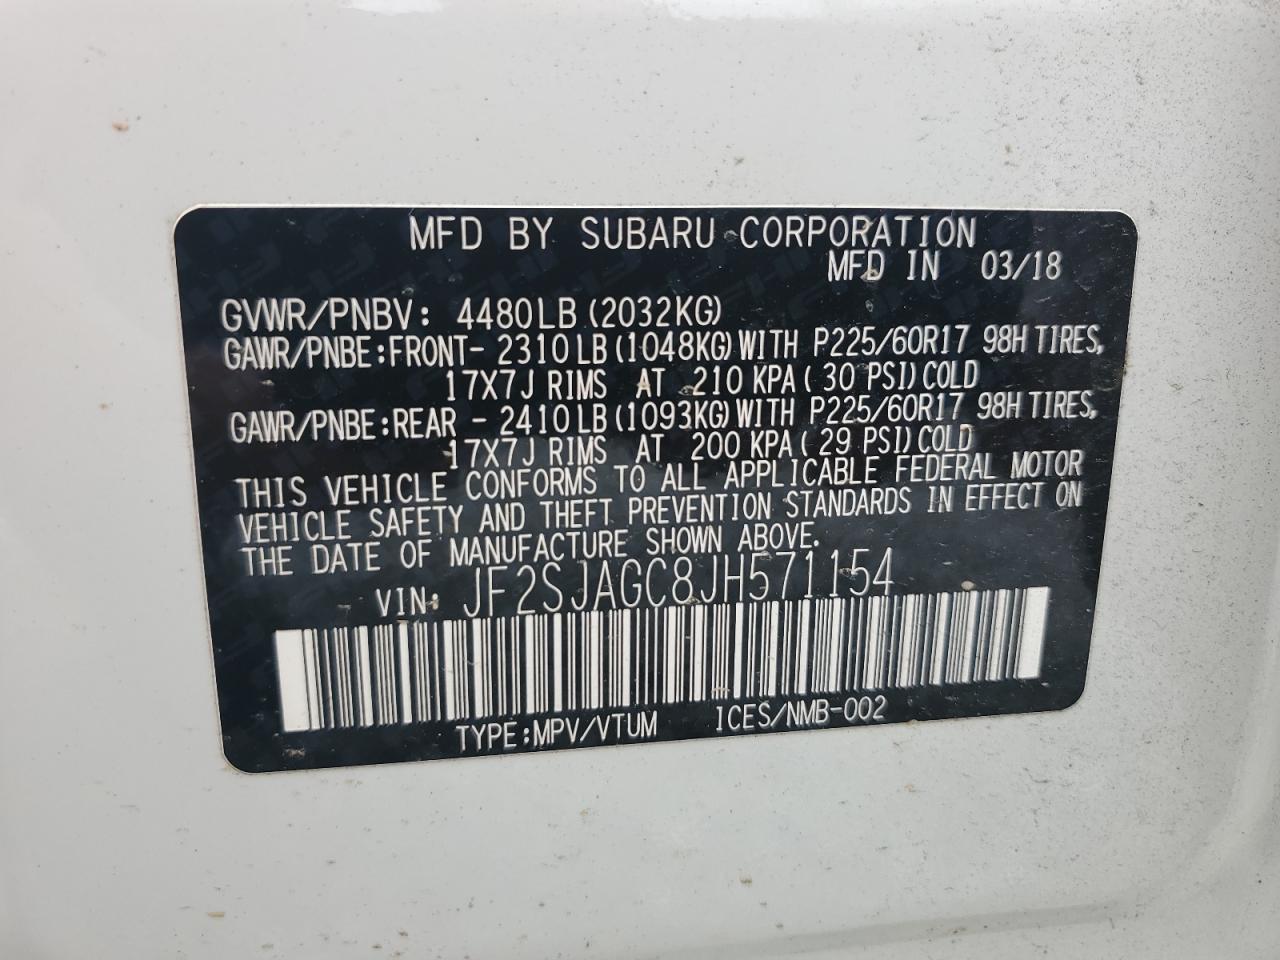 MFD BY SUBARU CORPORATION
MFD IN 03/18
GVWR/PNBV: 4480LB (2032KG)
GAWR/PNBE:FRONT- 2310LB (1048KG) WITH P225/60R17 98H TIRES,
17X7J RIMS AT 210 KPA ( 30 PSI) COLD
GAWR/PNBE:REAR - 2410LB (1093KG) WITH P225/60R17 98H TIRES,
17X7J RIMS AT 200 KPA ( 29 PSI) COLD
THIS VEHICLE CONFORMS TO ALL APPLICABLE FEDERAL MOTOR
VEHICLE SAFETY AND THEFT PREVENTION STANDARDS IN EFFECT ON
THE DATE OF MANUFACTURE SHOWN ABOVE.
VIN: JF2SJAGC8JH571154
TYPE:MPV/VTUM ICES/NMB-002